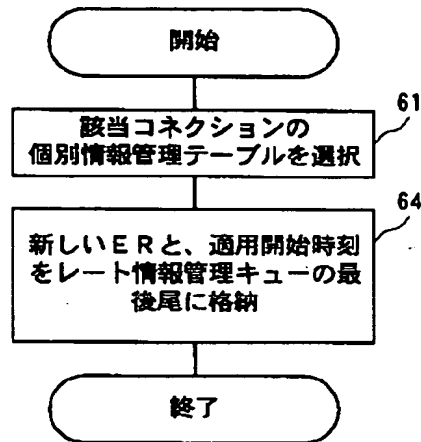 開始
61
該当コネクションの
個別情報管理テーブルを選択
64
新しいＥＲと、適用開始時刻
をレート情報管理キューの最
後尾に格納
終了